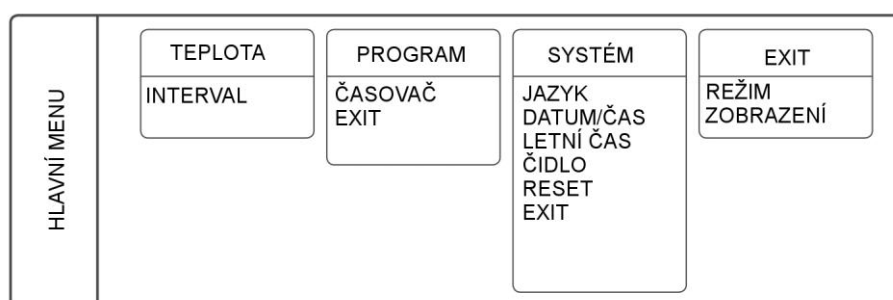 HLAVNÍ MENU
TEPLOTA
INTERVAL
PROGRAM
ČASOVAČ
EXIT
SYSTÉM
JAZYK
DATUM/ČAS
LETNÍ ČAS
ČIDLO
RESET
EXIT
EXIT
REŽIM
ZOBRAZENÍ